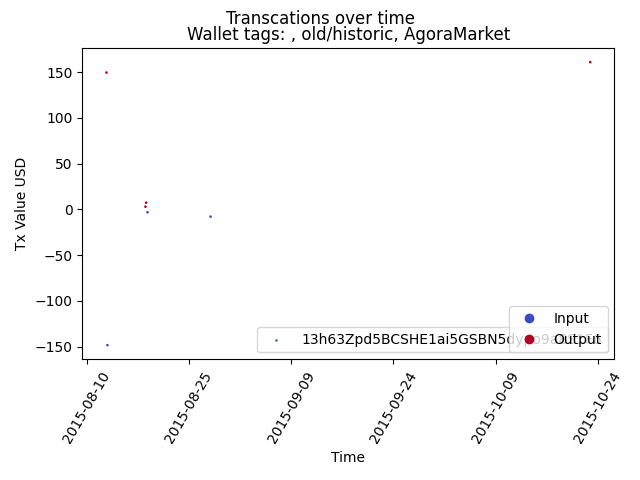 Transcations over time
Wallet tags: , old/historic, AgoraMarket
150
100
50
0
−50
−100
−150
Tx Value USD
Input
Output
2015-08-10
2015-08-25
2015-09-09
2015-09-24
2015-10-09
2015-10-24
Time